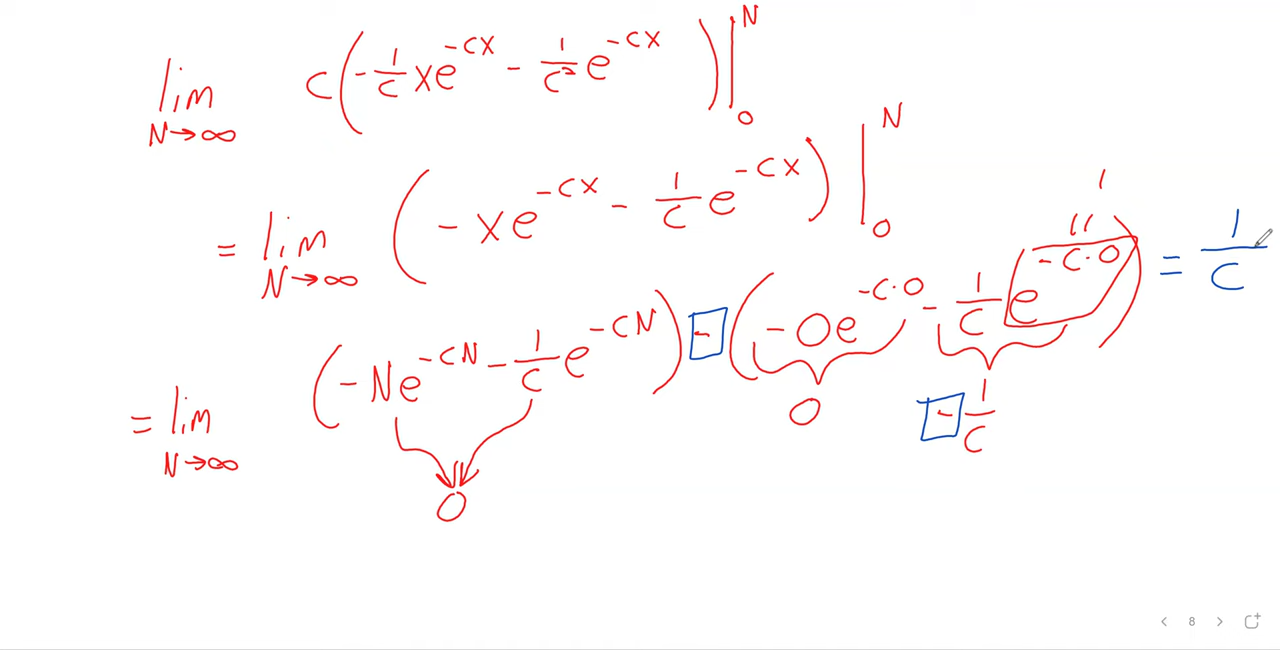 lim N→∞ c(-1/c xe^-cx - 1/c² e^-cx)|₀^N
= lim N→∞ (-xe^-cx - 1/c e^-cx)|₀^N
= lim N→∞ (-Ne^-cN - 1/c e^-cN) - (-0e^-c·0 - 1/c e^-c·0) = 1/c
" 1
0
0
-1/c
8